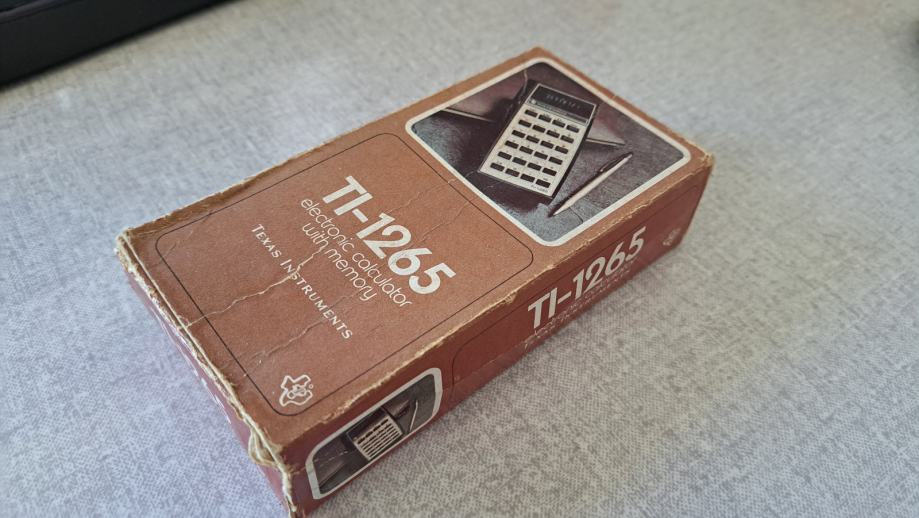 TI-1265
electronic calculator
with memory
TEXAS INSTRUMENTS
TI-1265